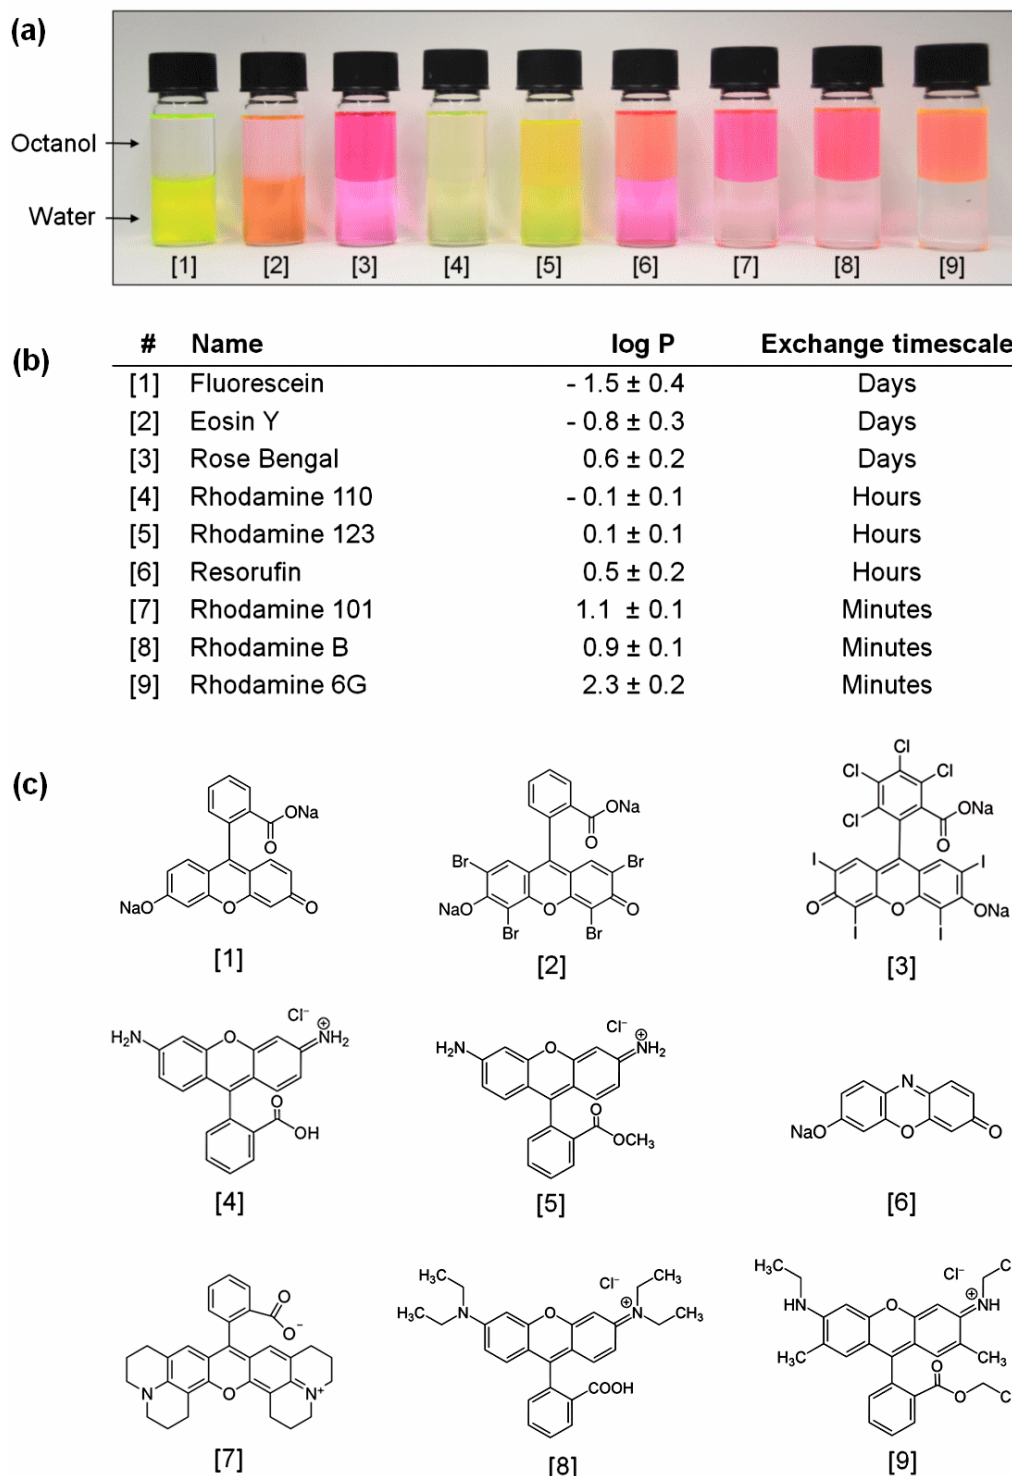 (a)
Octanol
Water
[1] [2] [3] [4] [5] [6] [7] [8] [9]
(b)
# Name log P Exchange timescale
[1] Fluorescein - 1.5 ± 0.4 Days
[2] Eosin Y - 0.8 ± 0.3 Days
[3] Rose Bengal 0.6 ± 0.2 Days
[4] Rhodamine 110 - 0.1 ± 0.1 Hours
[5] Rhodamine 123 0.1 ± 0.1 Hours
[6] Resorufin 0.5 ± 0.2 Hours
[7] Rhodamine 101 1.1 ± 0.1 Minutes
[8] Rhodamine B 0.9 ± 0.1 Minutes
[9] Rhodamine 6G 2.3 ± 0.2 Minutes
(c)
ONa
O
NaO O O
[1]
ONa
O
Br Br
NaO O O
Br Br
[2]
Cl
Cl Cl
Cl ONa
O
I I
O O ONa
I I
[3]
Cl⁻
H₂N O ⊕NH₂
O
OH
[4]
Cl⁻
H₂N O ⊕NH₂
O
OCH₃
[5]
N
NaO O O
[6]
O
O⁻
N O N⁺
[7]
H₃C Cl⁻ CH₃
H₃C N O ⊕N CH₃
COOH
[8]
H₃C Cl⁻ C
HN O ⊕NH
H₃C CH₃
O
O C
[9]